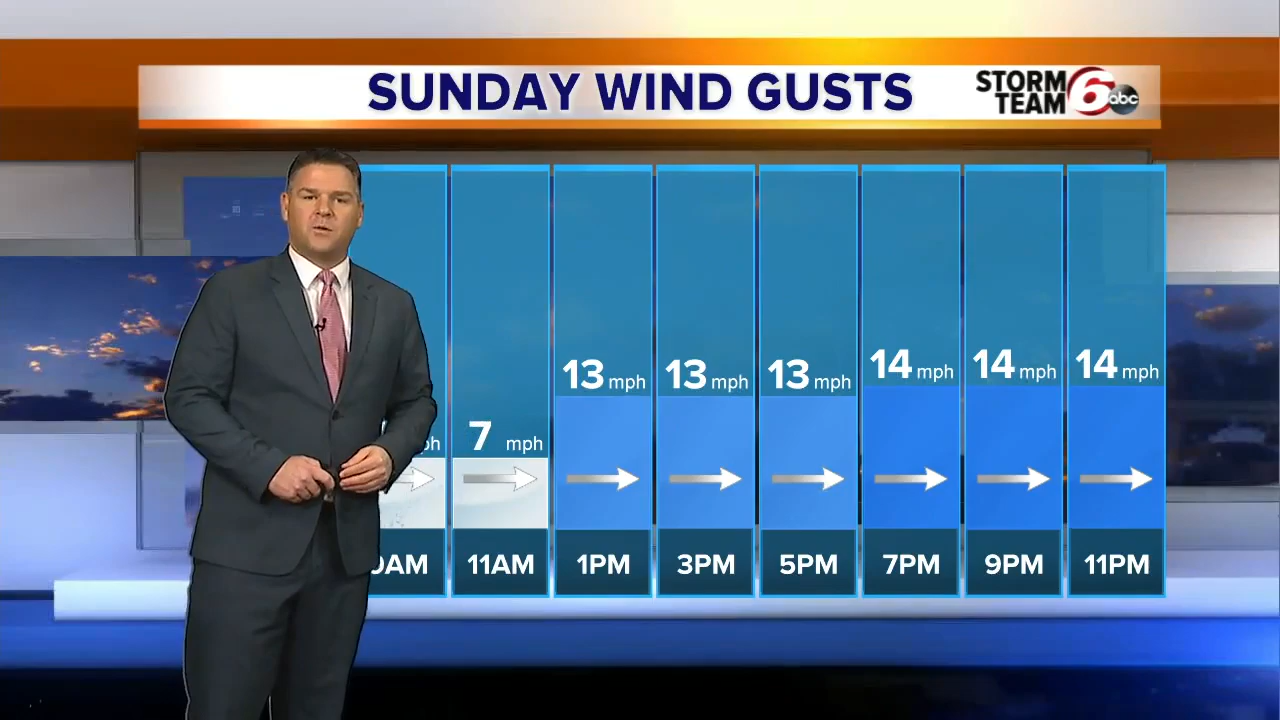 SUNDAY WIND GUSTS
STORM TEAM 6 abc
13 mph 13 mph 13 mph 14 mph 14 mph 14 mph
7 mph
11AM 1PM 3PM 5PM 7PM 9PM 11PM